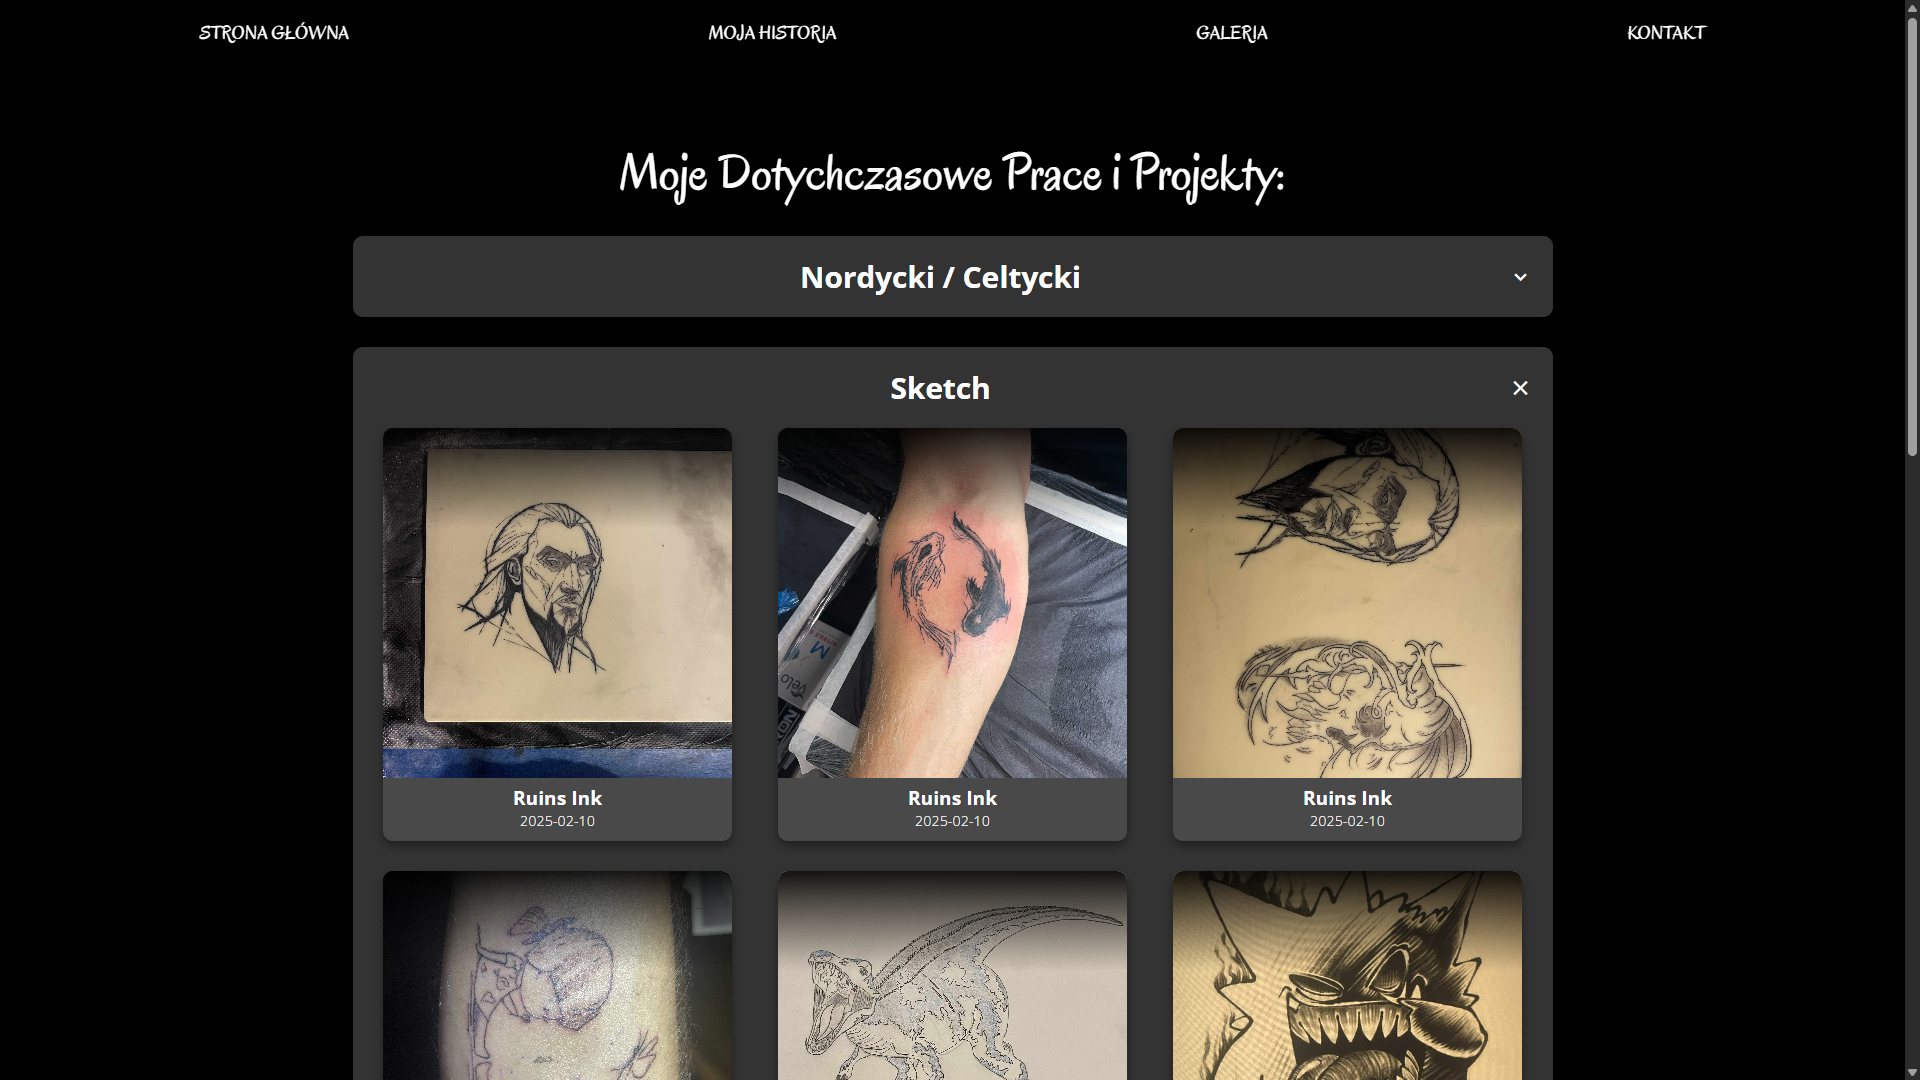 STRONA GŁÓWNA
MOJA HISTORIA
GALERIA
KONTAKT
Moje Dotychczasowe Prace i Projekty:
Nordycki / Celtycki
Sketch
Ruins Ink
2025-02-10
Ruins Ink
2025-02-10
Ruins Ink
2025-02-10